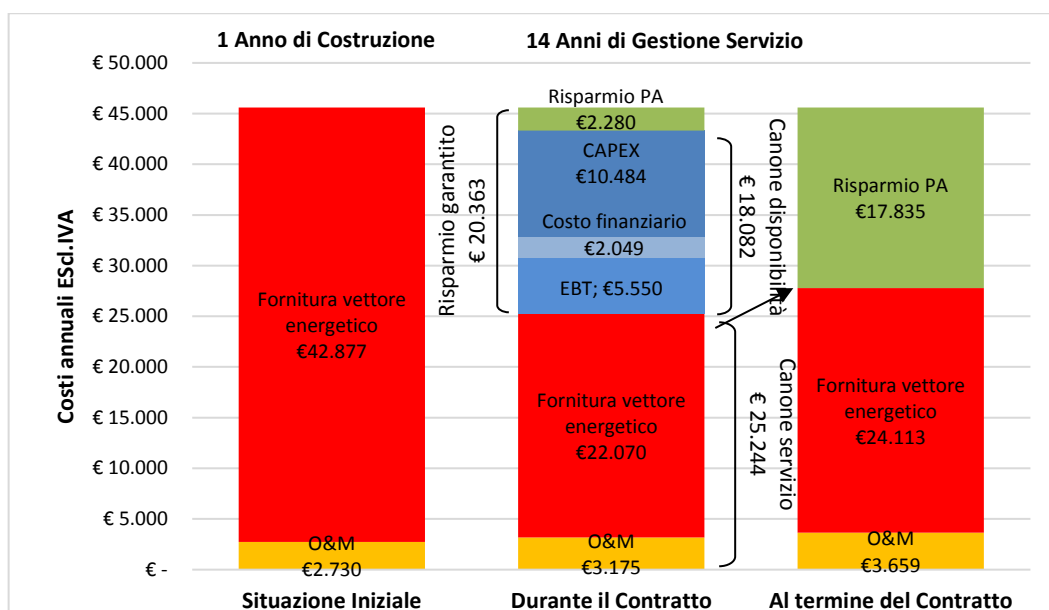 1 Anno di Costruzione
14 Anni di Gestione Servizio
Costi annuali ESd.IVA
€ 50.000
€ 45.000
€ 40.000
€ 35.000
€ 30.000
€ 25.000
€ 20.000
€ 15.000
€ 10.000
€ 5.000
€ -
Fornitura vettore
energetico
€42.877
O&M
€2.730
Risparmio garantito
€ 20.363
Risparmio PA
€2.280
CAPEX
€10.484
Costo finanziario
€2.049
EBT; €5.550
Fornitura vettore
energetico
€22.070
O&M
€3.175
Canone disponibilità
€ 18.082
Canone servizio
€ 25.244
Risparmio PA
€17.835
Fornitura vettore
energetico
€24.113
O&M
€3.659
Situazione Iniziale
Durante il Contratto
Al termine del Contratto